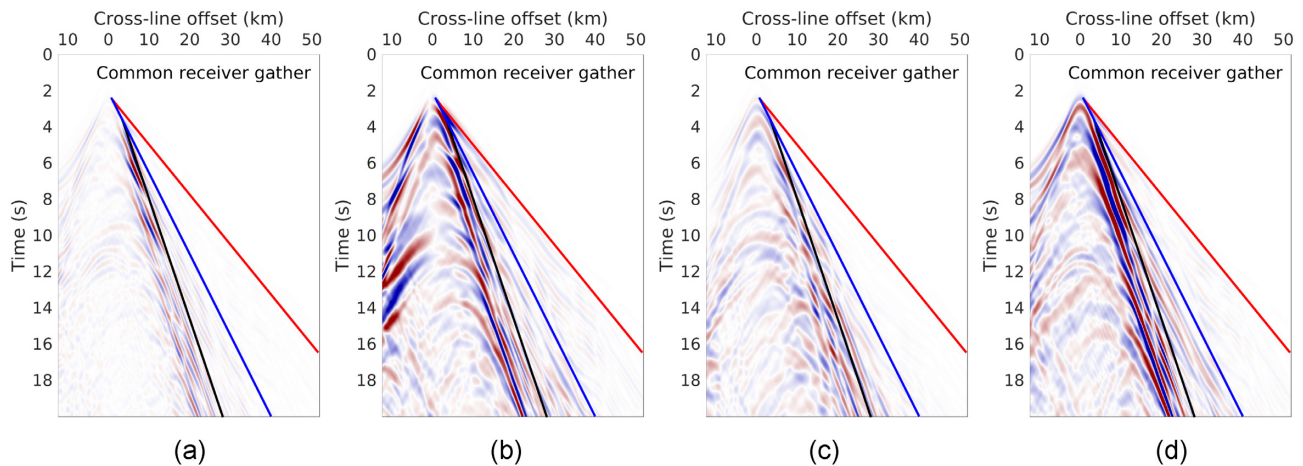 Cross-line offset (km) Cross-line offset (km) Cross-line offset (km) Cross-line offset (km)
10 0 10 20 30 40 50 10 0 10 20 30 40 50 10 0 10 20 30 40 50 10 0 10 20 30 40 50
0 0 0 0
Common receiver gather Common receiver gather Common receiver gather Common receiver gather
2 2 2 2
4 4 4 4
6 6 6 6
8 8 8 8
Time (s) Time (s) Time (s) Time (s)
10 10 10 10
12 12 12 12
14 14 14 14
16 16 16 16
18 18 18 18
(a) (b) (c) (d)